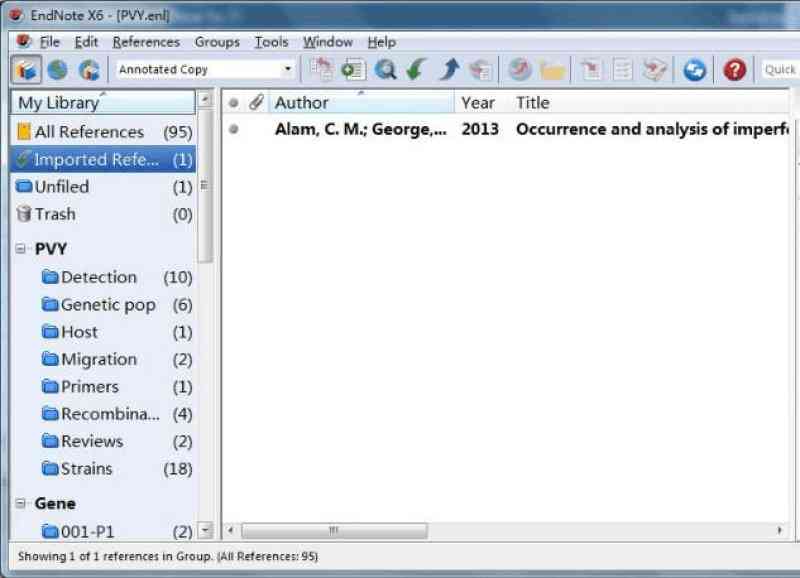 EndNote X6 - [PVY.enl]
File Edit References Groups Tools Window Help
Annotated Copy Quick
My Library Author Year Title
All References (95) Alam, C. M.; George,... 2013 Occurrence and analysis of imperf
Imported Refe... (1)
Unfiled (1)
Trash (0)
PVY
Detection (10)
Genetic pop (6)
Host (1)
Migration (2)
Primers (1)
Recombina... (4)
Reviews (2)
Strains (18)
Gene
001-P1 (2)
Showing 1 of 1 references in Group. (All References: 95)